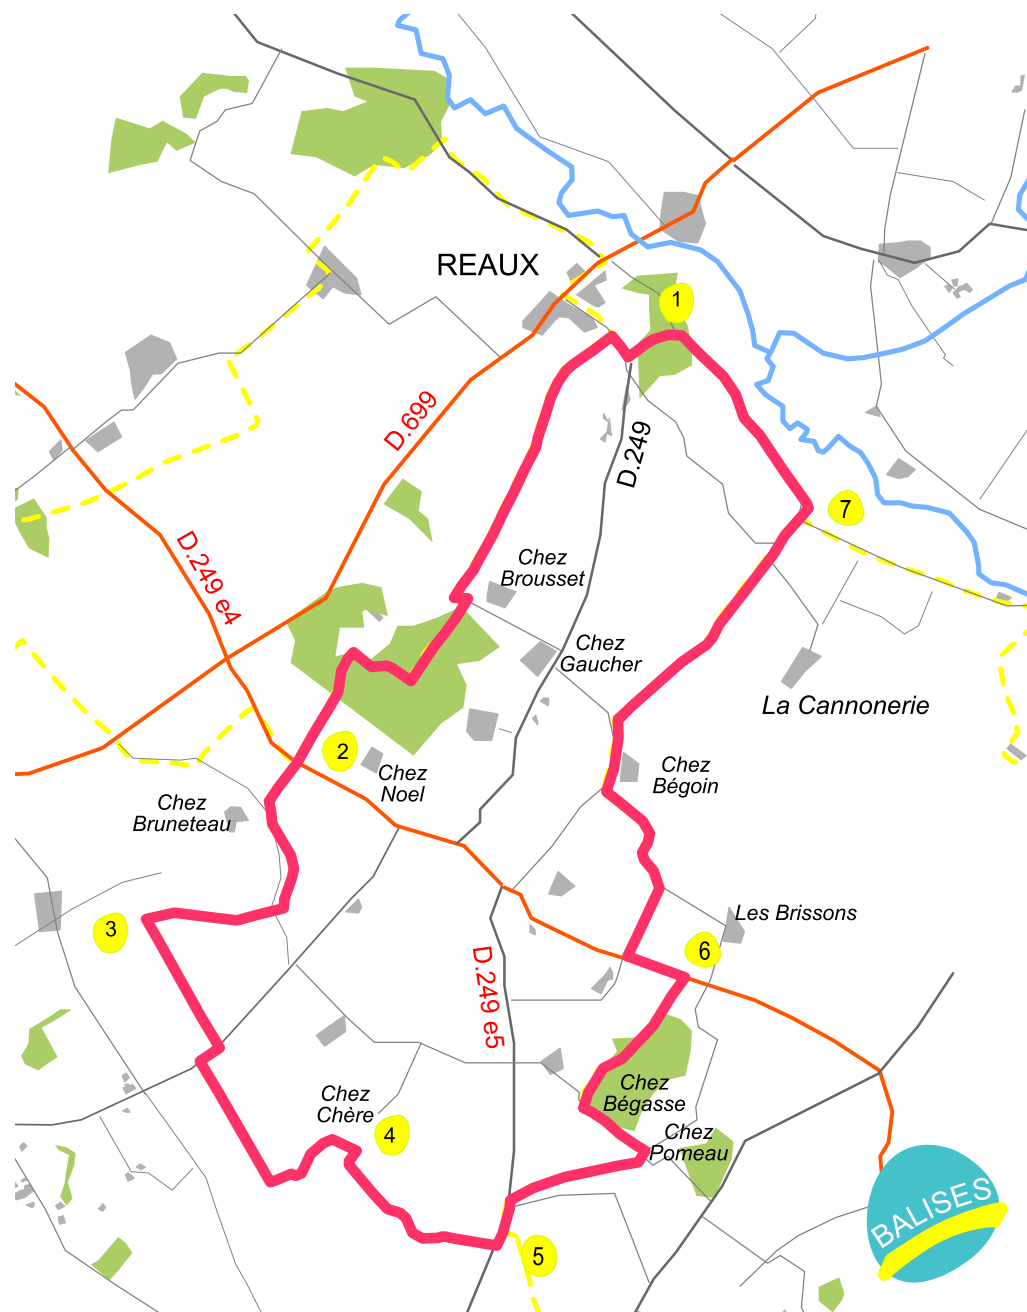 REAUX
1
D.699
D.249
7
D.249 e4
Chez
Brousset
Chez
Gaucher
La Cannonerie
2
Chez
Noel
Chez
Bégoin
Chez
Bruneteau
3
Les Brissons
6
D.249 e5
Chez
Chère
4
Chez
Bégasse
Chez
Pomeau
5
BALISES